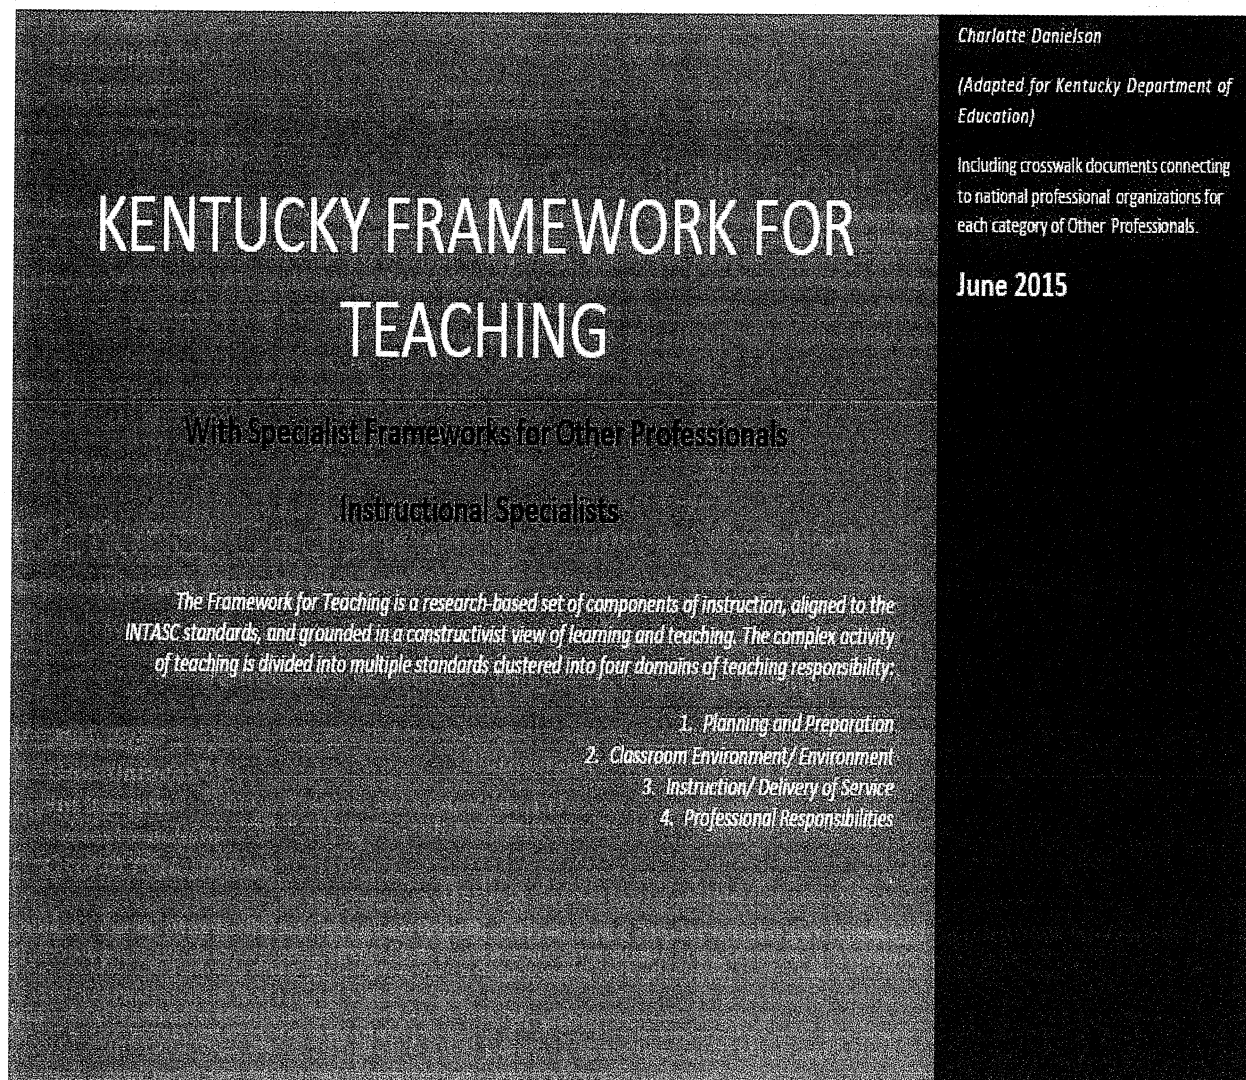 KENTUCKY FRAMEWORK FOR
TEACHING
With Specialist Frameworks for Other Professionals
Instructional Specialists
The Framework for Teaching is a research-based set of components of instruction, aligned to the
INTASC standards, and grounded in a constructivist view of learning and teaching. The complex activity
of teaching is divided into multiple standards clustered into four domains of teaching responsibility:
1. Planning and Preparation
2. Classroom Environment/ Environment
3. Instruction/ Delivery of Service
4. Professional Responsibilities
Charlotte Danielson
(Adapted for Kentucky Department of
Education)
Including crosswalk documents connecting
to national professional organizations for
each category of Other Professionals.
June 2015